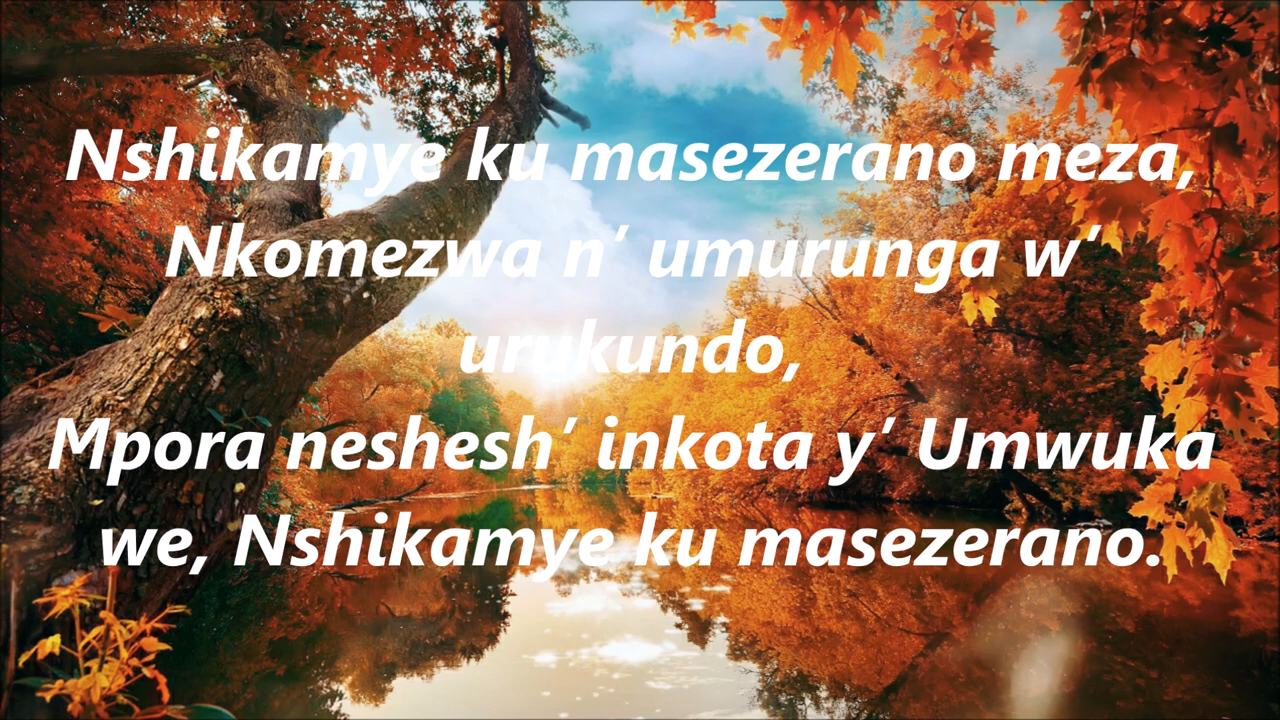 Nshikamye ku masezerano meza,
Nkomezwa n’ umurunga w’
urukundo,
Mpora neshesh’ inkota y’ Umwuka
we, Nshikamye ku masezerano.